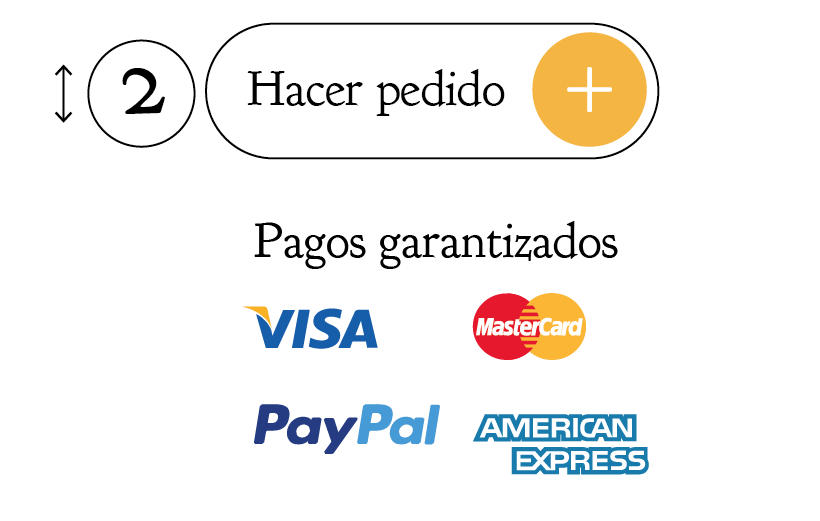 2 Hacer pedido
Pagos garantizados
VISA MasterCard
PayPal AMERICAN
EXPRESS